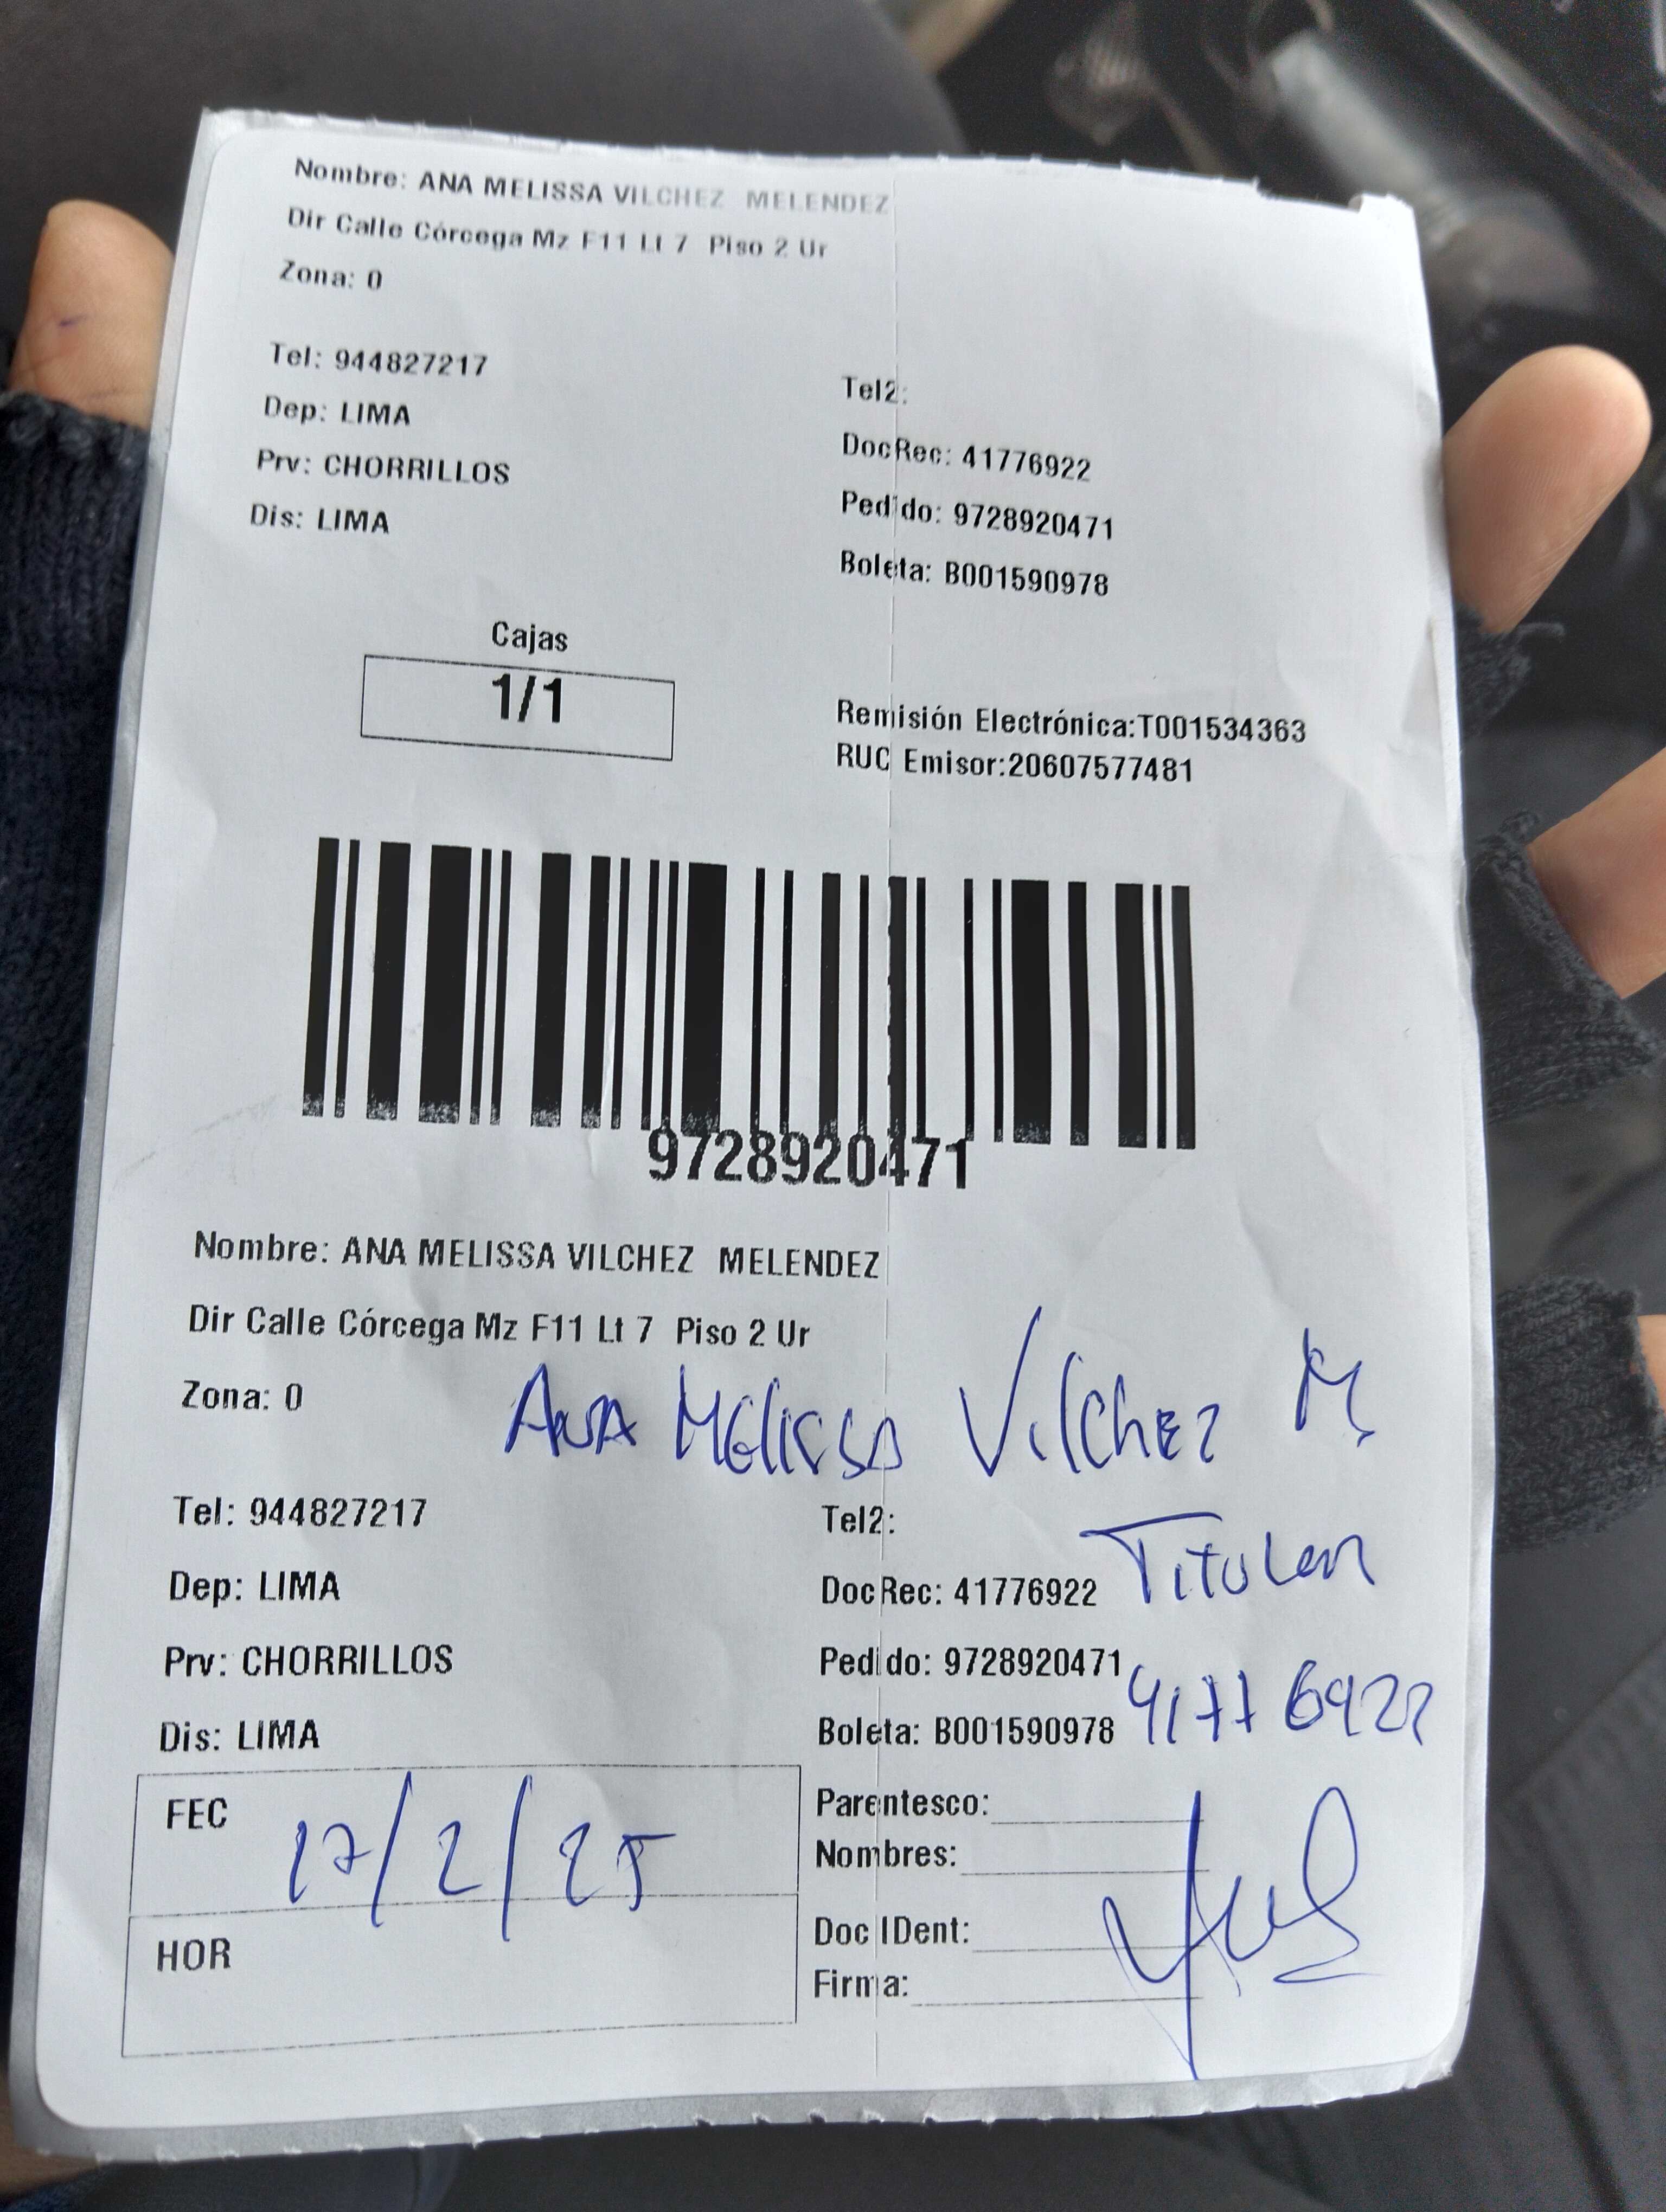 Nombre: ANA MELISSA VILCHEZ MELENDEZ
Dir Calle Córcega Mz F11 Lt 7 Piso 2 Ur
Zona: 0
Tel: 944827217
Tel2:
Dep: LIMA
DocRec: 41776922
Prv: CHORRILLOS
Pedido: 9728920471
Dis: LIMA
Boleta: B001590978
Cajas
1/1
Remisión Electrónica:T001534363
RUC Emisor:20607577481
9728920471
Nombre: ANA MELISSA VILCHEZ MELENDEZ
Dir Calle Córcega Mz F11 Lt 7 Piso 2 Ur
Zona: 0
ANA MELISSA VilChez M.
Tel: 944827217
Tel2:
Titular
Dep: LIMA
DocRec: 41776922
Prv: CHORRILLOS
Pedido: 9728920471
41776922
Dis: LIMA
Boleta: B001590978
FEC 17/2/25
Parentesco:
Nombres:
HOR
Doc IDent:
Firma: